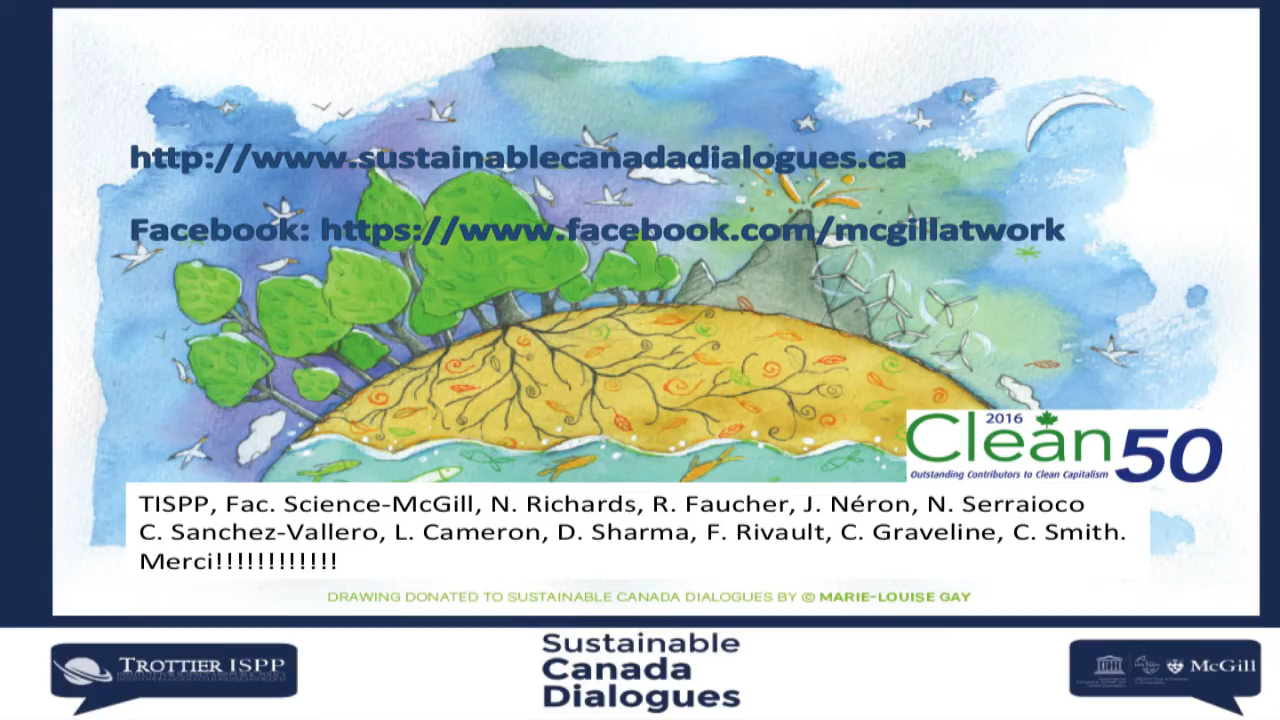 http://www.sustainablecanadadialogues.ca
Facebook: https://www.facebook.com/mcgillatwork
2016
Clean50
Outstanding Contributors to Clean Capitalism
TISPP, Fac. Science-McGill, N. Richards, R. Faucher, J. Néron, N. Serraioco
C. Sanchez-Vallero, L. Cameron, D. Sharma, F. Rivault, C. Graveline, C. Smith.
Merci!!!!!!!!!!!!
DRAWING DONATED TO SUSTAINABLE CANADA DIALOGUES BY © MARIE-LOUISE GAY
TROTTIER ISPP
Sustainable
Canada
Dialogues
McGill